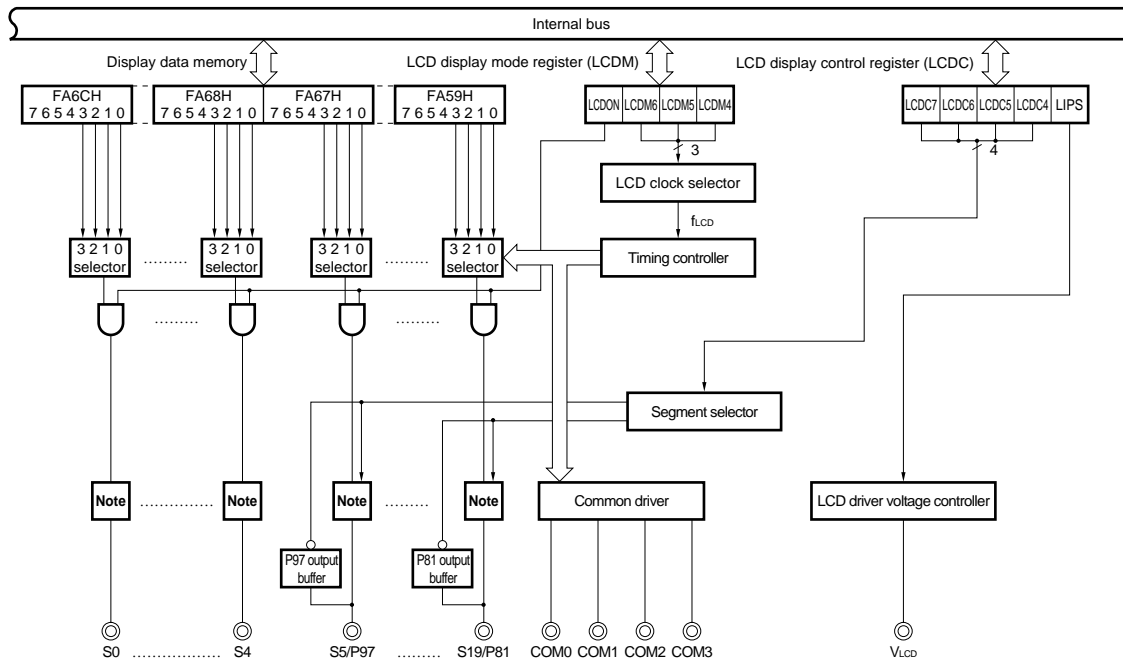 Internal bus
Display data memory
LCD display mode register (LCDM)
LCD display control register (LCDC)
FA6CH
7 6 5 4 3 2 1 0
FA68H
7 6 5 4 3 2 1 0
FA67H
7 6 5 4 3 2 1 0
FA59H
7 6 5 4 3 2 1 0
LCDON LCDM6 LCDM5 LCDM4
LCDC7 LCDC6 LCDC5 LCDC4 LIPS
3
4
LCD clock selector
fLCD
3 2 1 0
selector
.........
3 2 1 0
selector
3 2 1 0
selector
.........
3 2 1 0
selector
Timing controller
.........
.........
Segment selector
Note
...............
Note
Note
.........
Note
Common driver
LCD driver voltage controller
P97 output
buffer
P81 output
buffer
S0 .................. S4
S5/P97 ......... S19/P81
COM0 COM1 COM2 COM3
VLCD